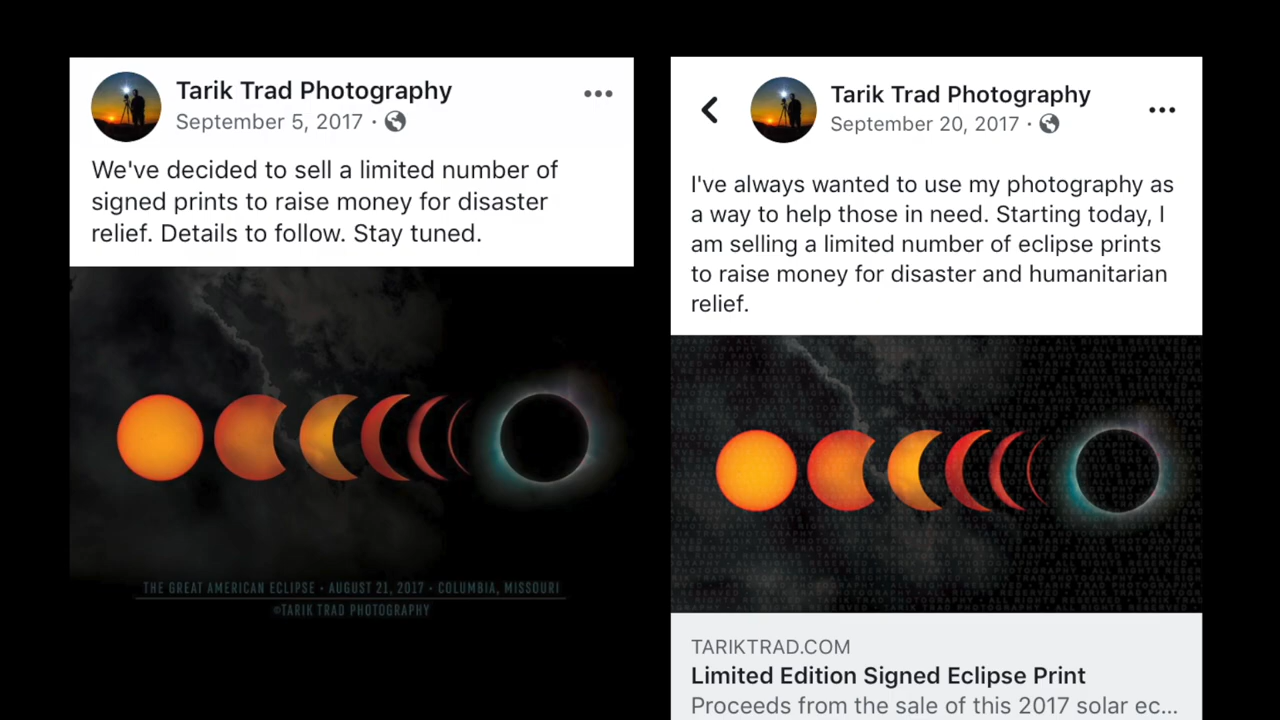 Tarik Trad Photography
September 5, 2017 ·
We've decided to sell a limited number of
signed prints to raise money for disaster
relief. Details to follow. Stay tuned.
THE GREAT AMERICAN ECLIPSE • AUGUST 21, 2017 • COLUMBIA, MISSOURI
©TARIK TRAD PHOTOGRAPHY
Tarik Trad Photography
September 20, 2017 ·
I've always wanted to use my photography as
a way to help those in need. Starting today, I
am selling a limited number of eclipse prints
to raise money for disaster and humanitarian
relief.
TARIKTRAD.COM
Limited Edition Signed Eclipse Print
Proceeds from the sale of this 2017 solar ec...